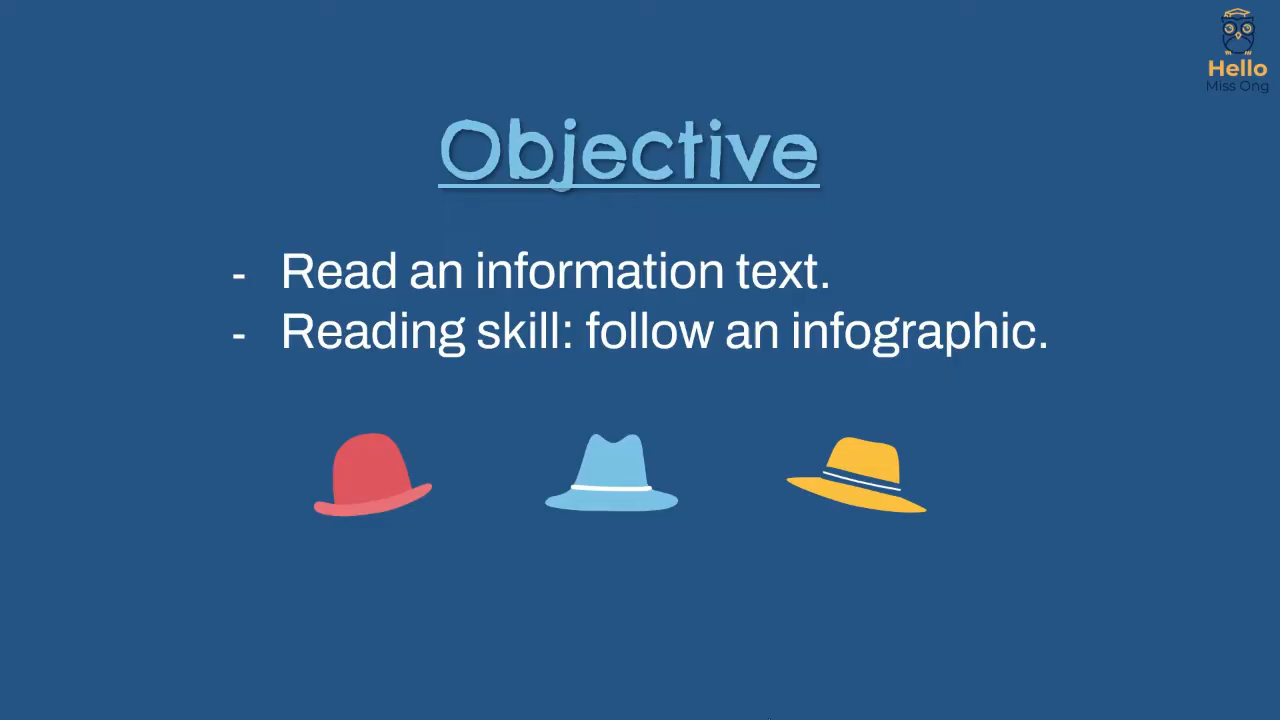 Hello
Miss Ong
Objective
- Read an information text.
- Reading skill: follow an infographic.